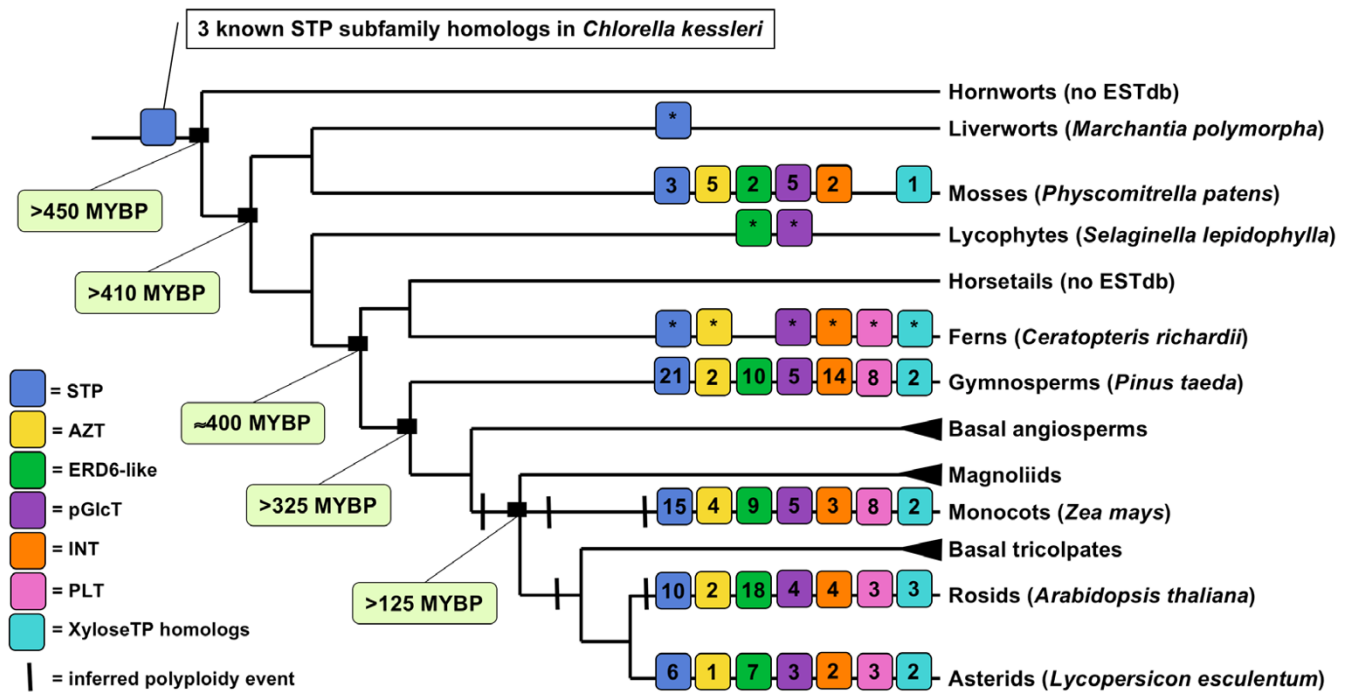 3 known STP subfamily homologs in Chlorella kessleri
Hornworts (no ESTdb)
*
Liverworts (Marchantia polymorpha)
>450 MYBP
3 5 2 5 2 1
Mosses (Physcomitrella patens)
* *
Lycophytes (Selaginella lepidophylla)
>410 MYBP
Horsetails (no ESTdb)
* * * * * *
Ferns (Ceratopteris richardii)
21 2 10 5 14 8 2
Gymnosperms (Pinus taeda)
≈400 MYBP
Basal angiosperms
Magnoliids
>325 MYBP
15 4 9 5 3 8 2
Monocots (Zea mays)
Basal tricolpates
>125 MYBP
10 2 18 4 4 3 3
Rosids (Arabidopsis thaliana)
6 1 7 3 2 3 2
Asterids (Lycopersicon esculentum)
= STP
= AZT
= ERD6-like
= pGlcT
= INT
= PLT
= XyloseTP homologs
= inferred polyploidy event